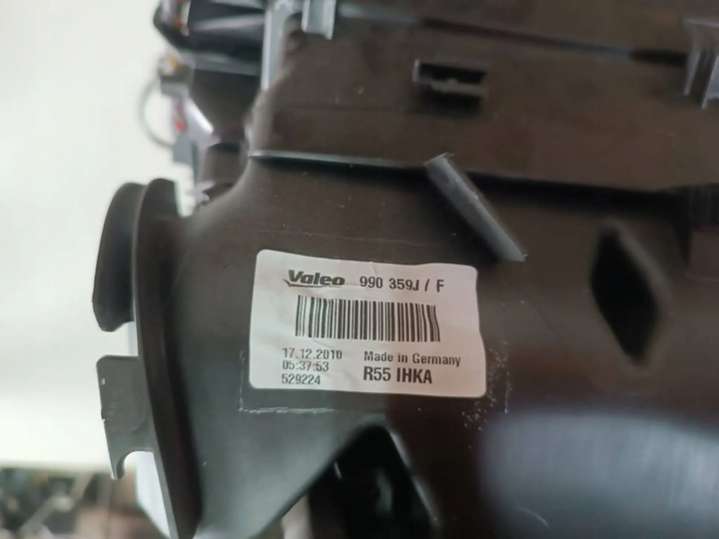 Valeo 990 359J / F
17.12.2010 Made in Germany
05:37:53
529224 R55 IHKA